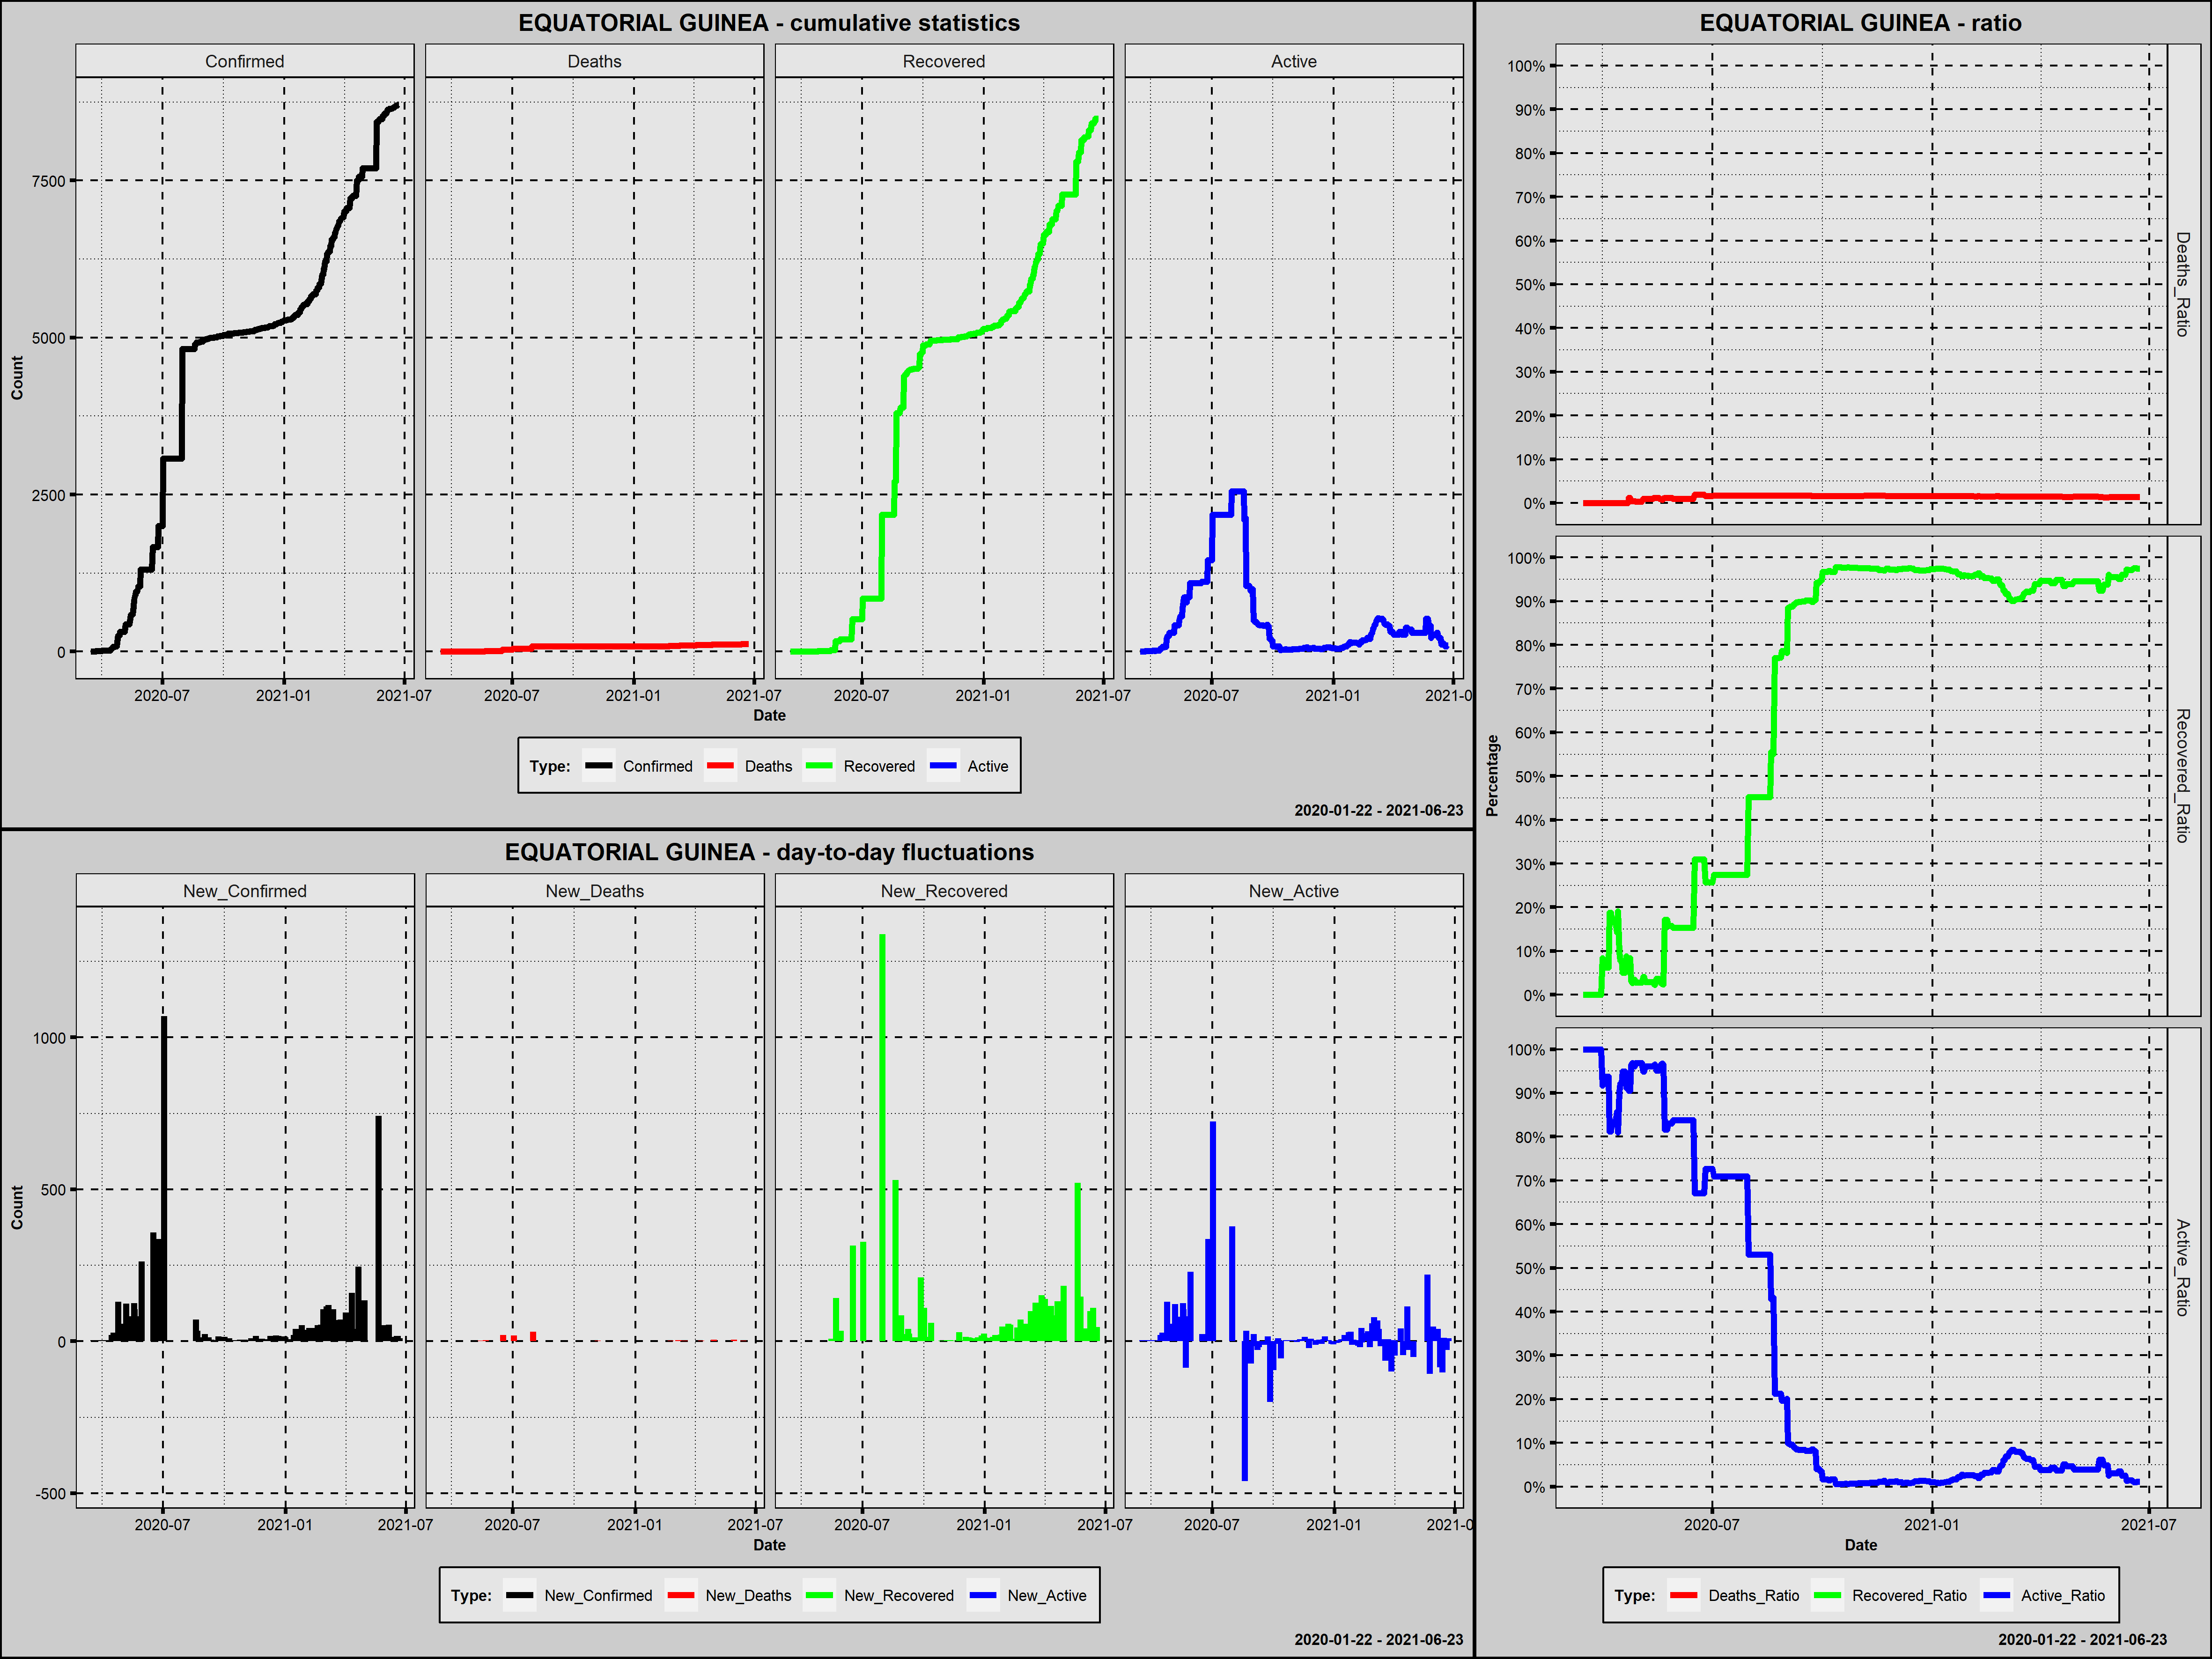 EQUATORIAL GUINEA - cumulative statistics
Confirmed Deaths Recovered Active
Count
7500
5000
2500
0
2020-07 2021-01 2021-07 2020-07 2021-01 2021-07 2020-07 2021-01 2021-07 2020-07 2021-01 2021-0
Date
Type: Confirmed Deaths Recovered Active
2020-01-22 - 2021-06-23
EQUATORIAL GUINEA - day-to-day fluctuations
New_Confirmed New_Deaths New_Recovered New_Active
Count
1000
500
0
-500
2020-07 2021-01 2021-07 2020-07 2021-01 2021-07 2020-07 2021-01 2021-07 2020-07 2021-01 2021-0
Date
Type: New_Confirmed New_Deaths New_Recovered New_Active
2020-01-22 - 2021-06-23
EQUATORIAL GUINEA - ratio
Percentage
100%
90%
80%
70%
60%
50%
40%
30%
20%
10%
0%
Deaths_Ratio
100%
90%
80%
70%
60%
50%
40%
30%
20%
10%
0%
Recovered_Ratio
100%
90%
80%
70%
60%
50%
40%
30%
20%
10%
0%
Active_Ratio
2020-07 2021-01 2021-07
Date
Type: Deaths_Ratio Recovered_Ratio Active_Ratio
2020-01-22 - 2021-06-23